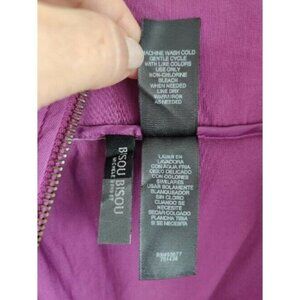 MACHINE WASH COLD
GENTLE CYCLE
WITH LIKE COLORS
USE ONLY
NON-CHLORINE
BLEACH
WHEN NEEDED
LINE DRY
WARM IRON
AS NEEDED
BISOU BISOU
MICHELE
LAVAR EN
LAVADORA
CON AGUA FRIA
CICLO DELICADO
CON COLORES
SIMILARES
USAR SOLAMENTE
BLANQUEADOR
SIN CLORO
CUANDO SE
NECESITE
SECAR COLGADO
PLANCHA TIBIA
SI SE NECESITA